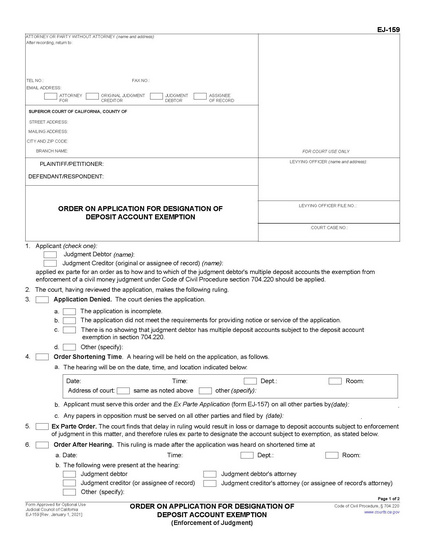 EJ-159
ATTORNEY OR PARTY WITHOUT ATTORNEY (name and address)
After recording, return to:
TEL NO.: FAX NO.:
EMAIL ADDRESS:
ATTORNEY FOR ORIGINAL JUDGMENT CREDITOR JUDGMENT DEBTOR ASSIGNEE OF RECORD
SUPERIOR COURT OF CALIFORNIA, COUNTY OF
STREET ADDRESS:
MAILING ADDRESS:
CITY AND ZIP CODE:
BRANCH NAME:
FOR COURT USE ONLY
PLAINTIFF/PETITIONER:
DEFENDANT/RESPONDENT:
LEVYING OFFICER (name and address)
ORDER ON APPLICATION FOR DESIGNATION OF
DEPOSIT ACCOUNT EXEMPTION
LEVYING OFFICER FILE NO.:
COURT CASE NO.:
1. Applicant (check one):
Judgment Debtor (name):
Judgment Creditor (original or assignee of record) (name):
applied ex parte for an order as to how and to which of the judgment debtor's multiple deposit accounts the exemption from
enforcement of a civil money judgment under Code of Civil Procedure section 704.220 should be applied.
2. The court, having reviewed the application, makes the following ruling.
3. Application Denied. The court denies the application.
a. The application is incomplete.
b. The application did not meet the requirements for providing notice or service of the application.
c. There is no showing that judgment debtor has multiple deposit accounts subject to the deposit account
exemption in section 704.220.
d. Other (specify):
4. Order Shortening Time. A hearing will be held on the application, as follows.
a. The hearing will be on the date, time, and location indicated below:
Date: Time: Dept.: Room:
Address of court: same as noted above other (specify):
b. Applicant must serve this order and the Ex Parte Application (form EJ-157) on all other parties by(date):
c. Any papers in opposition must be served on all other parties and filed by (date):
5. Ex Parte Order. The court finds that delay in ruling would result in loss or damage to deposit accounts subject to enforcement
of judgment in this matter, and therefore rules ex parte to designate the account subject to exemption, as stated below.
6. Order After Hearing. This ruling is made after the application was heard on shortened time at
a. Date: Time: Dept.: Room:
b. The following were present at the hearing:
Judgment debtor Judgment debtor's attorney
Judgment creditor (or assignee of record) Judgment creditor's attorney (or assignee of record's attorney)
Other (specify):
Page 1 of 2
Form Approved for Optional Use
Judicial Council of California
EJ-159 [Rev. January 1, 2021]
ORDER ON APPLICATION FOR DESIGNATION OF
DEPOSIT ACCOUNT EXEMPTION
(Enforcement of Judgment)
Code of Civil Procedure, § 704.220
www.courts.ca.gov